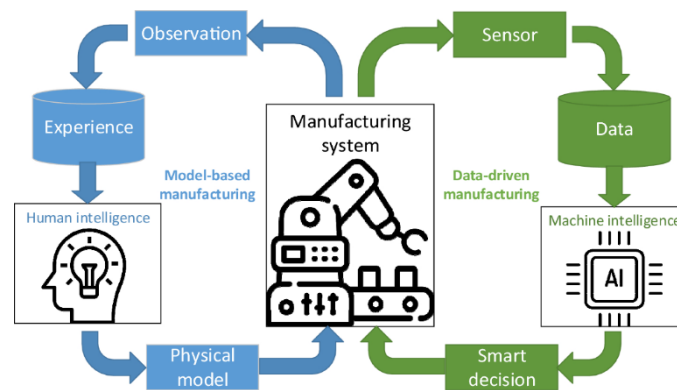 Observation
Sensor
Experience
Manufacturing
system
Data
Model-based
manufacturing
Data-driven
manufacturing
Human intelligence
Machine intelligence
AI
Physical
model
Smart
decision